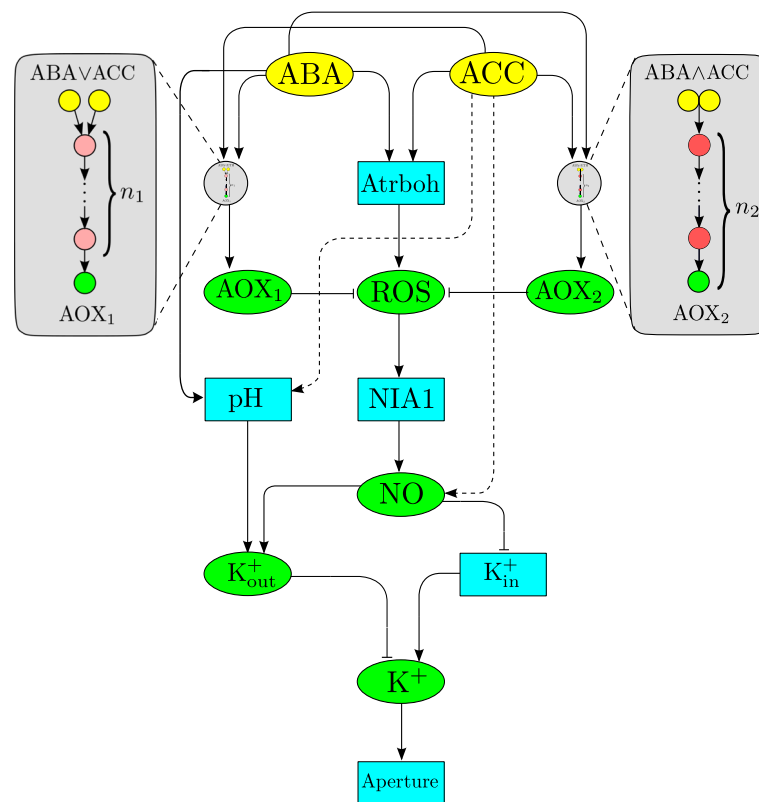 ABA∨ACC
n₁
AOX₁
ABA
ACC
ABA∧ACC
n₂
AOX₂
Atrboh
AOX₁
ROS
AOX₂
pH
NIA1
NO
K⁺out
K⁺in
K⁺
Aperture